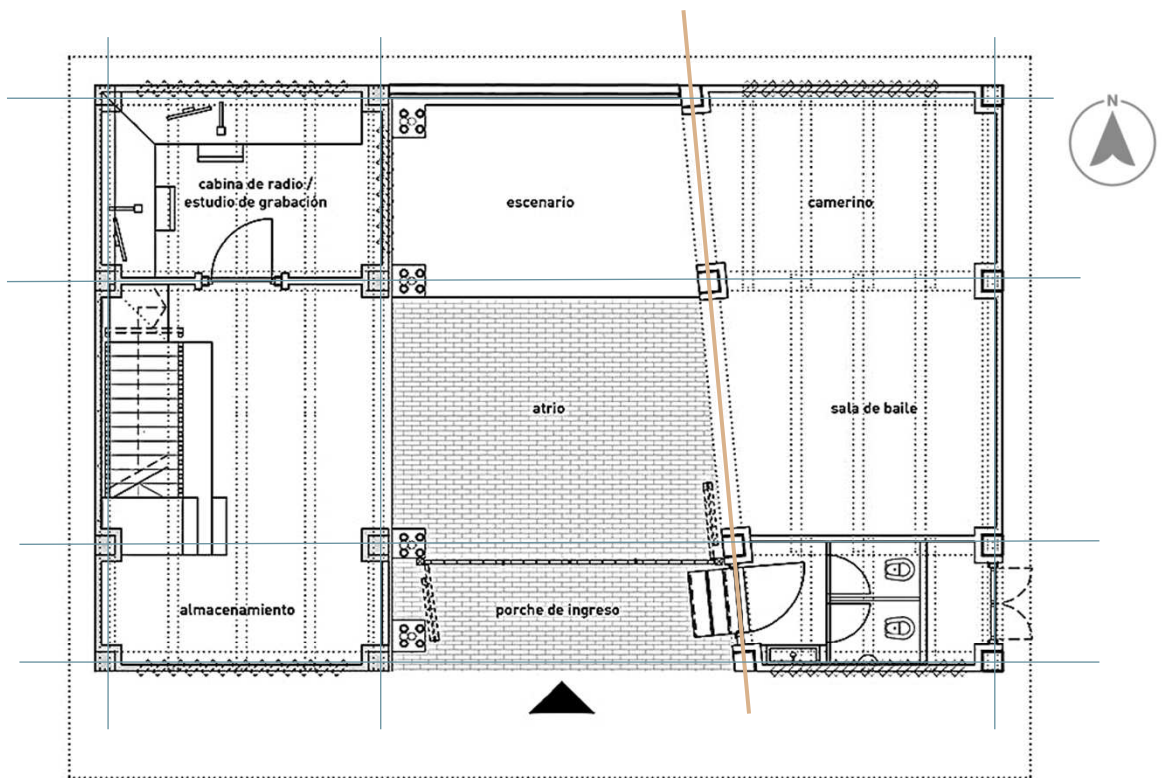 N
cabina de radio /
estudio de grabación
escenario
camerino
atrio
sala de baile
almacenamiento
porche de ingreso